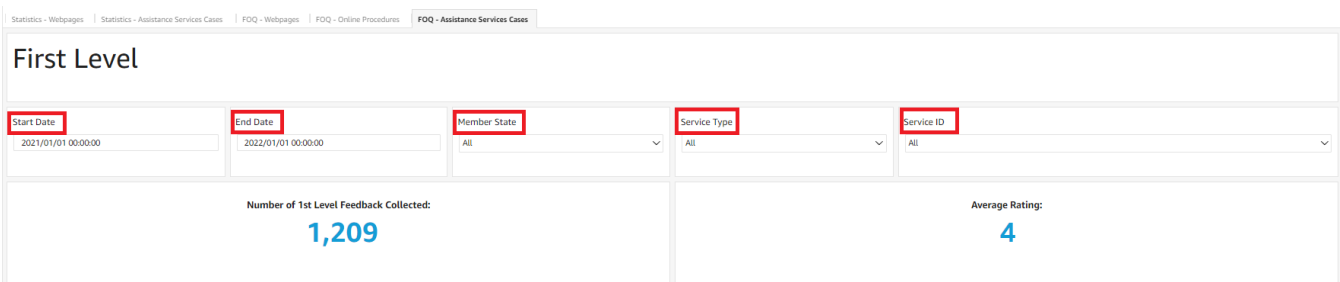 Statistics - Webpages
Statistics - Assistance Services Cases
FOQ - Webpages
FOQ - Online Procedures
FOQ - Assistance Services Cases
First Level
Start Date
2021/01/01 00:00:00
End Date
2022/01/01 00:00:00
Member State
All
Service Type
All
Service ID
All
Number of 1st Level Feedback Collected:
1,209
Average Rating:
4